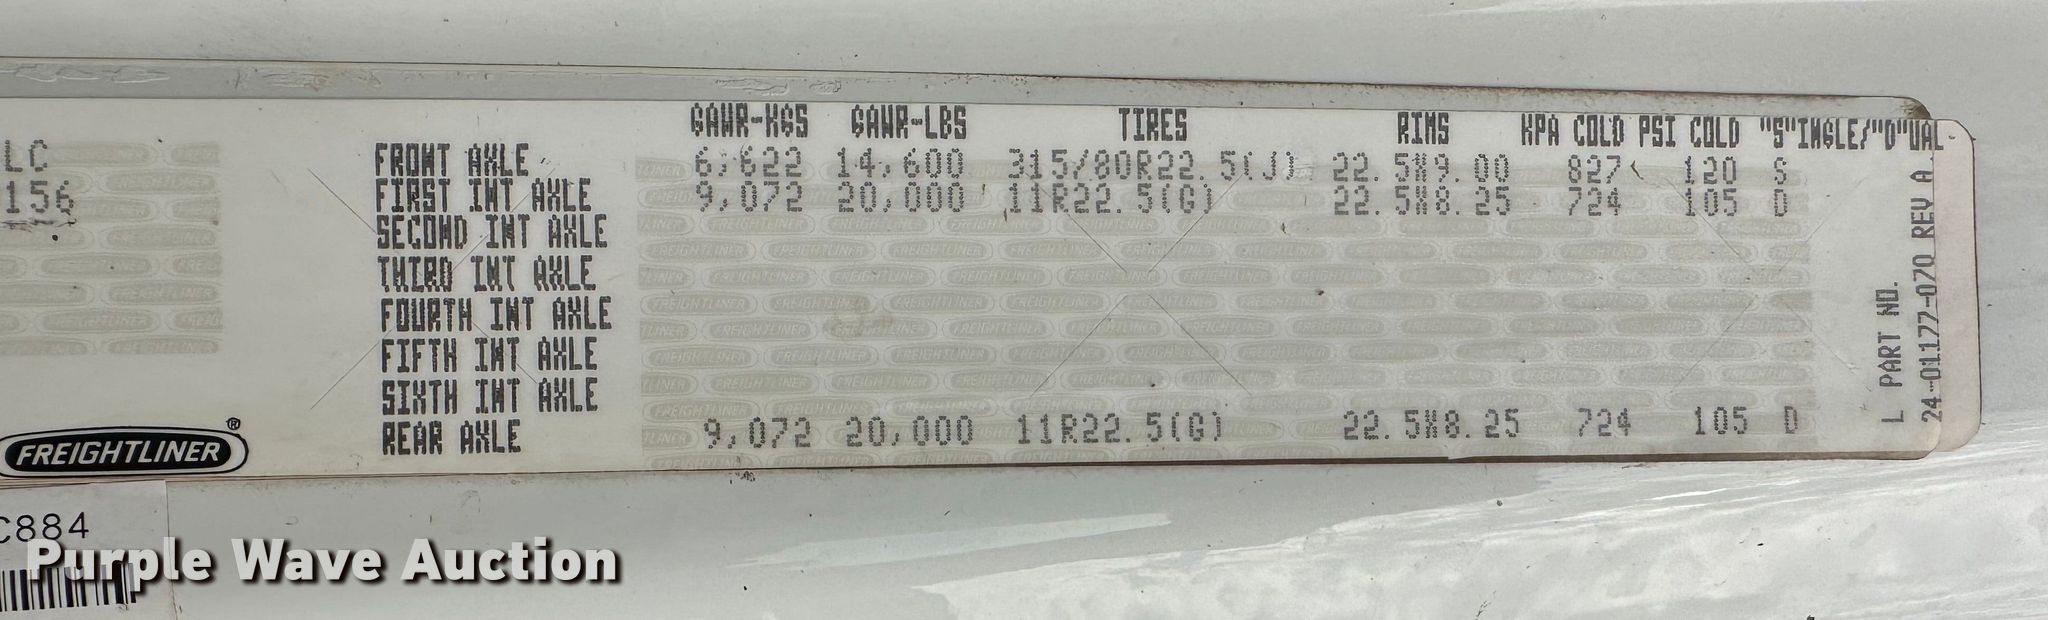 GAWR-KGS GAWR-LBS TIRES RIMS KPA COLD PSI COLD "S"INGLE/"D"UAL
LC
FRONT AXLE 6,622 14,600 315/80R22.5(J) 22.5X9.00 827 120 S
156
FIRST INT AXLE 9,072 20,000 11R22.5(G) 22.5X8.25 724 105 D
SECOND INT AXLE
THIRD INT AXLE
FOURTH INT AXLE
FIFTH INT AXLE
SIXTH INT AXLE
REAR AXLE 9,072 20,000 11R22.5(G) 22.5X8.25 724 105 D
L PART NO.
24-01177-070 REV A
FREIGHTLINER®
C884
Purple Wave Auction